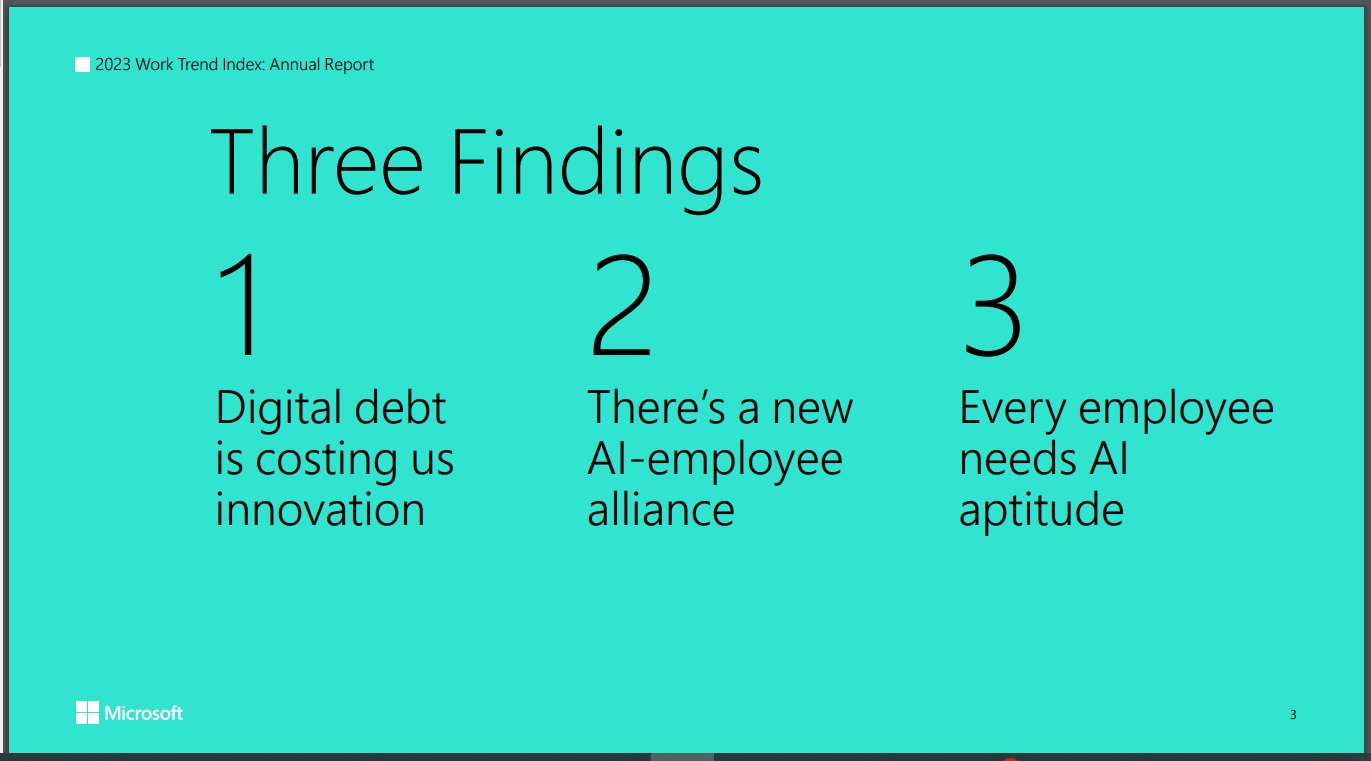 2023 Work Trend Index: Annual Report
Three Findings
1
Digital debt
is costing us
innovation
2
There’s a new
AI-employee
alliance
3
Every employee
needs AI
aptitude
Microsoft
3